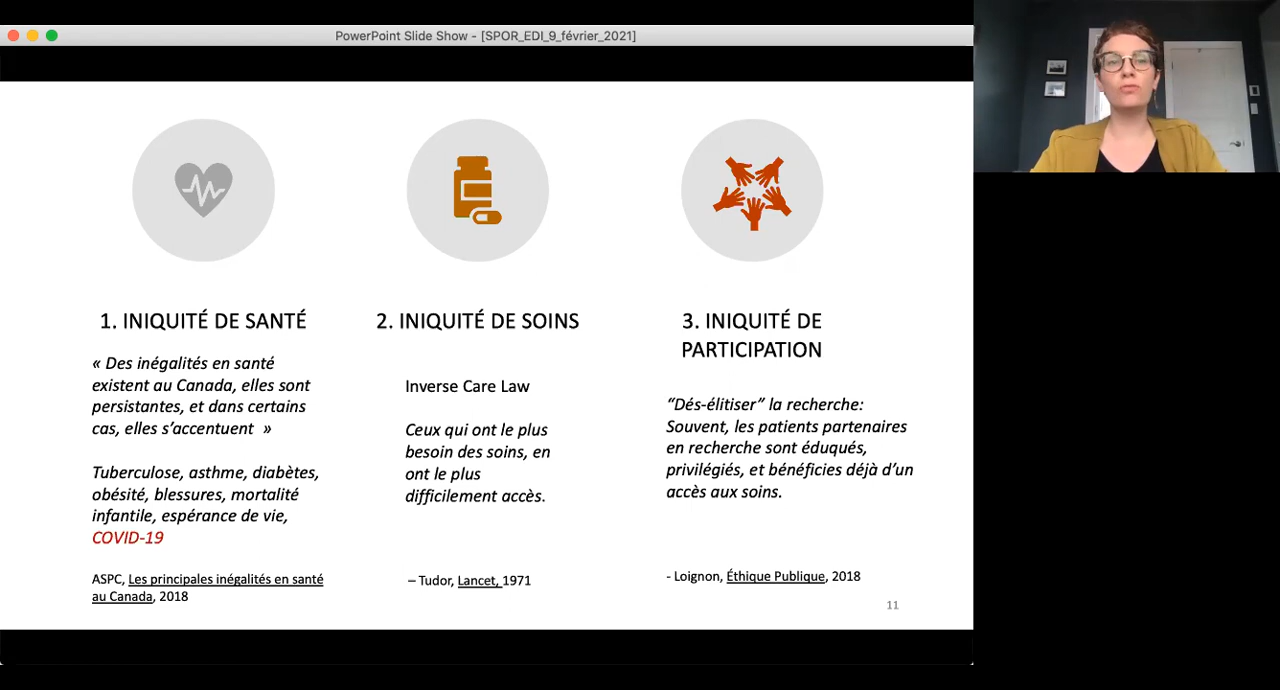 PowerPoint Slide Show - [SPOR_EDI_9_février_2021]
1. INIQUITÉ DE SANTÉ
« Des inégalités en santé
existent au Canada, elles sont
persistantes, et dans certains
cas, elles s’accentuent »
Tuberculose, asthme, diabètes,
obésité, blessures, mortalité
infantile, espérance de vie,
COVID-19
ASPC, Les principales inégalités en santé
au Canada, 2018
2. INIQUITÉ DE SOINS
Inverse Care Law
Ceux qui ont le plus
besoin des soins, en
ont le plus
difficilement accès.
– Tudor, Lancet, 1971
3. INIQUITÉ DE
PARTICIPATION
“Dés-élitiser” la recherche:
Souvent, les patients partenaires
en recherche sont éduqués,
privilégiés, et bénéficies déjà d’un
accès aux soins.
- Loignon, Éthique Publique, 2018
11